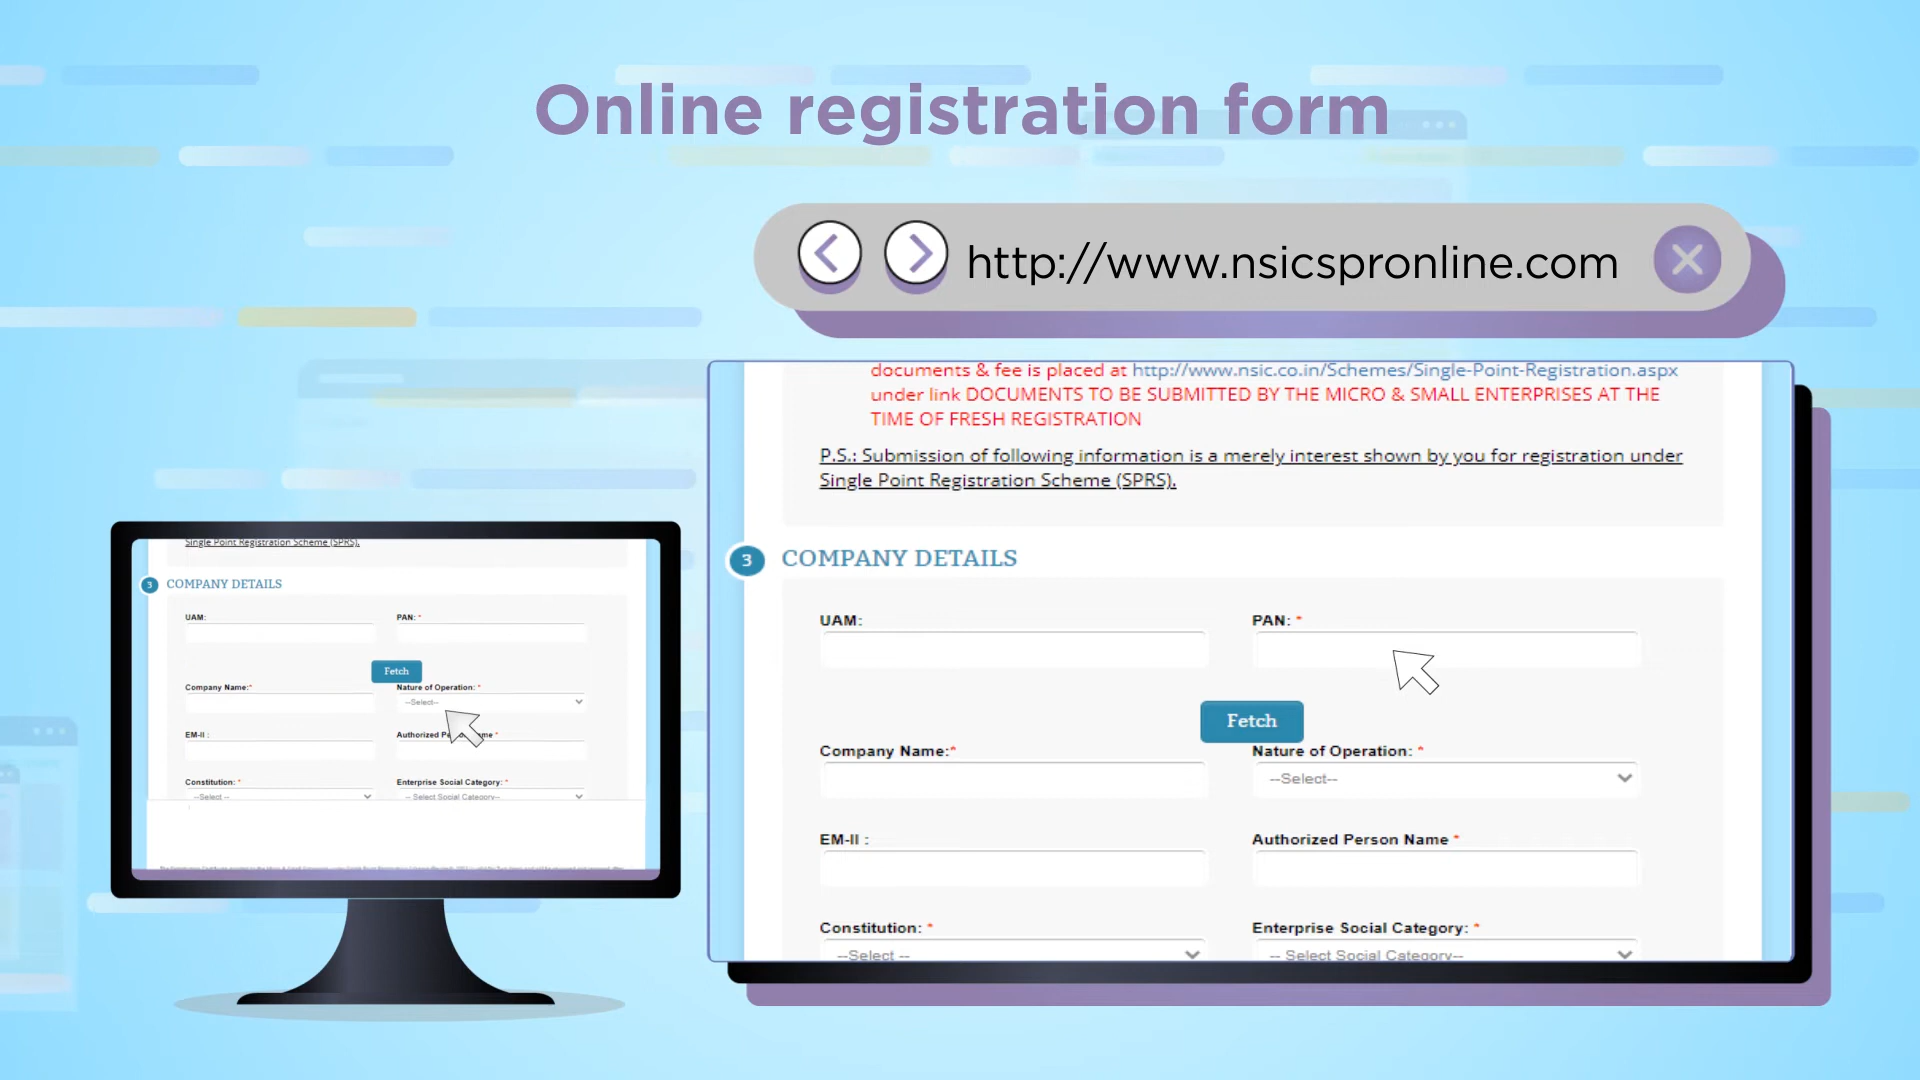 Online registration form
http://www.nsicspronline.com
documents & fee is placed at http://www.nsic.co.in/Schemes/Single-Point-Registration.aspx
under link DOCUMENTS TO BE SUBMITTED BY THE MICRO & SMALL ENTERPRISES AT THE
TIME OF FRESH REGISTRATION
P.S.: Submission of following information is a merely interest shown by you for registration under
Single Point Registration Scheme (SPRS).
3 COMPANY DETAILS
UAM: PAN: *
Fetch
Company Name:* Nature of Operation: *
--Select--
EM-II : Authorized Person Name *
Constitution: * Enterprise Social Category: *
--Select -- -- Select Social Category--
Single Point Registration Scheme (SPRS).
3 COMPANY DETAILS
UAM: PAN: *
Fetch
Company Name:* Nature of Operation: *
--Select--
EM-II : Authorized
Constitution: * Enterprise Social Category: *
--Select -- -- Select Social Category--